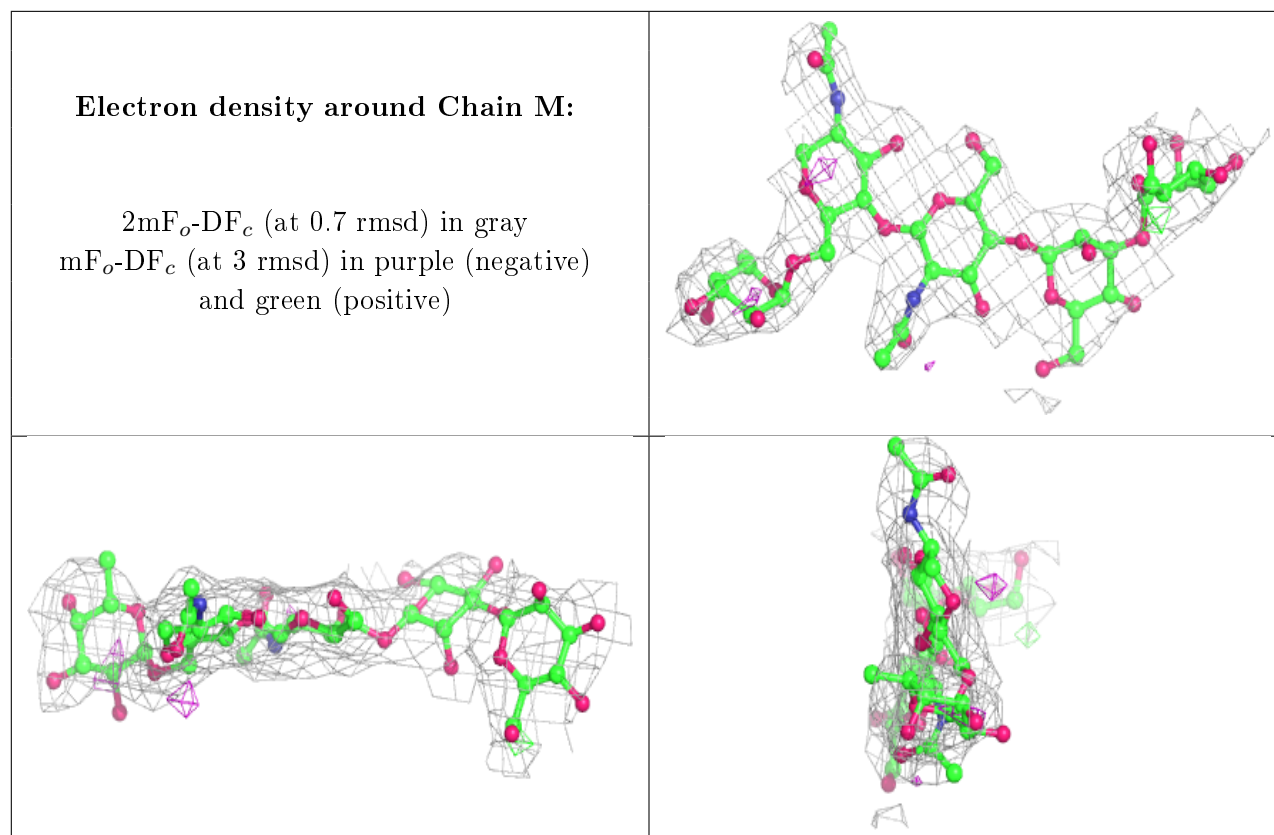 Electron density around Chain M:
2mFₒ-DF𝒸 (at 0.7 rmsd) in gray
mFₒ-DF𝒸 (at 3 rmsd) in purple (negative)
and green (positive)